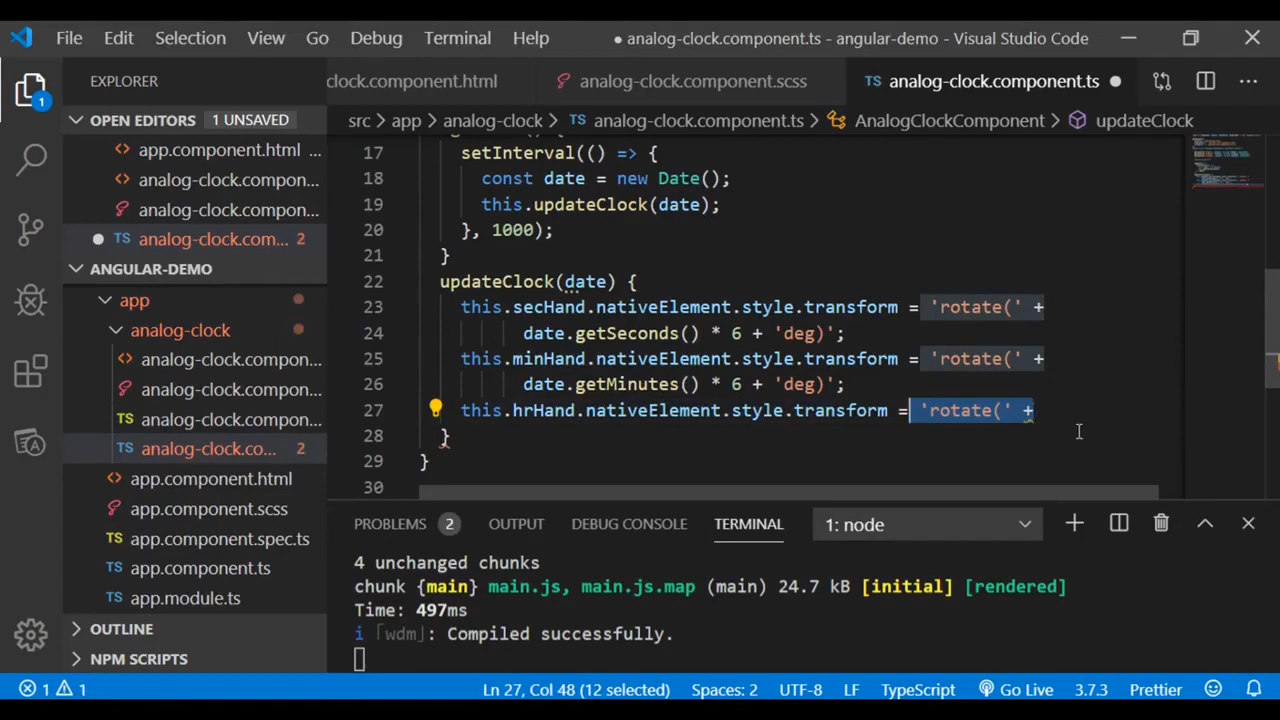 File Edit Selection View Go Debug Terminal Help ● analog-clock.component.ts - angular-demo - Visual Studio Code
EXPLORER clock.component.html analog-clock.component.scss TS analog-clock.component.ts ●
1
OPEN EDITORS 1 UNSAVED src > app > analog-clock > TS analog-clock.component.ts > AnalogClockComponent > updateClock
app.component.html ...
analog-clock.compon...
analog-clock.compon...
● TS analog-clock.com... 2
ANGULAR-DEMO
app
analog-clock
analog-clock.compon...
analog-clock.compon...
TS analog-clock.compon...
TS analog-clock.co... 2
app.component.html
app.component.scss
TS app.component.spec.ts
TS app.component.ts
TS app.module.ts
OUTLINE
NPM SCRIPTS
17 setInterval(() => {
18 const date = new Date();
19 this.updateClock(date);
20 }, 1000);
21 }
22 updateClock(date) {
23 this.secHand.nativeElement.style.transform = 'rotate(' +
24 date.getSeconds() * 6 + 'deg)';
25 this.minHand.nativeElement.style.transform = 'rotate(' +
26 date.getMinutes() * 6 + 'deg)';
27 this.hrHand.nativeElement.style.transform = 'rotate(' +
28 }
29 }
30
PROBLEMS 2 OUTPUT DEBUG CONSOLE TERMINAL 1: node
4 unchanged chunks
chunk {main} main.js, main.js.map (main) 24.7 kB [initial] [rendered]
Time: 497ms
i ｢wdm｣: Compiled successfully.
1 1 Ln 27, Col 48 (12 selected) Spaces: 2 UTF-8 LF TypeScript Go Live 3.7.3 Prettier